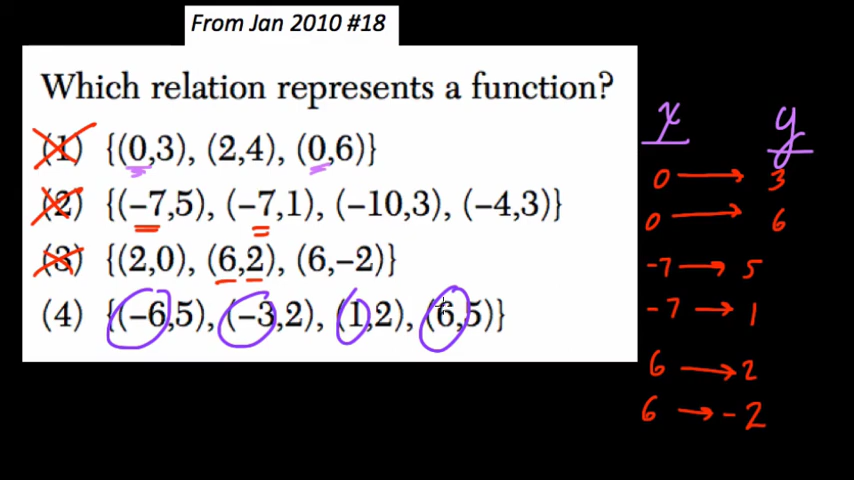 From Jan 2010 #18
Which relation represents a function?
(1) {(0,3), (2,4), (0,6)}
(2) {(−7,5), (−7,1), (−10,3), (−4,3)}
(3) {(2,0), (6,2), (6,−2)}
(4) {(−6,5), (−3,2), (1,2), (6,5)}
x y
0 → 3
0 → 6
-7 → 5
-7 → 1
6 → 2
6 → -2